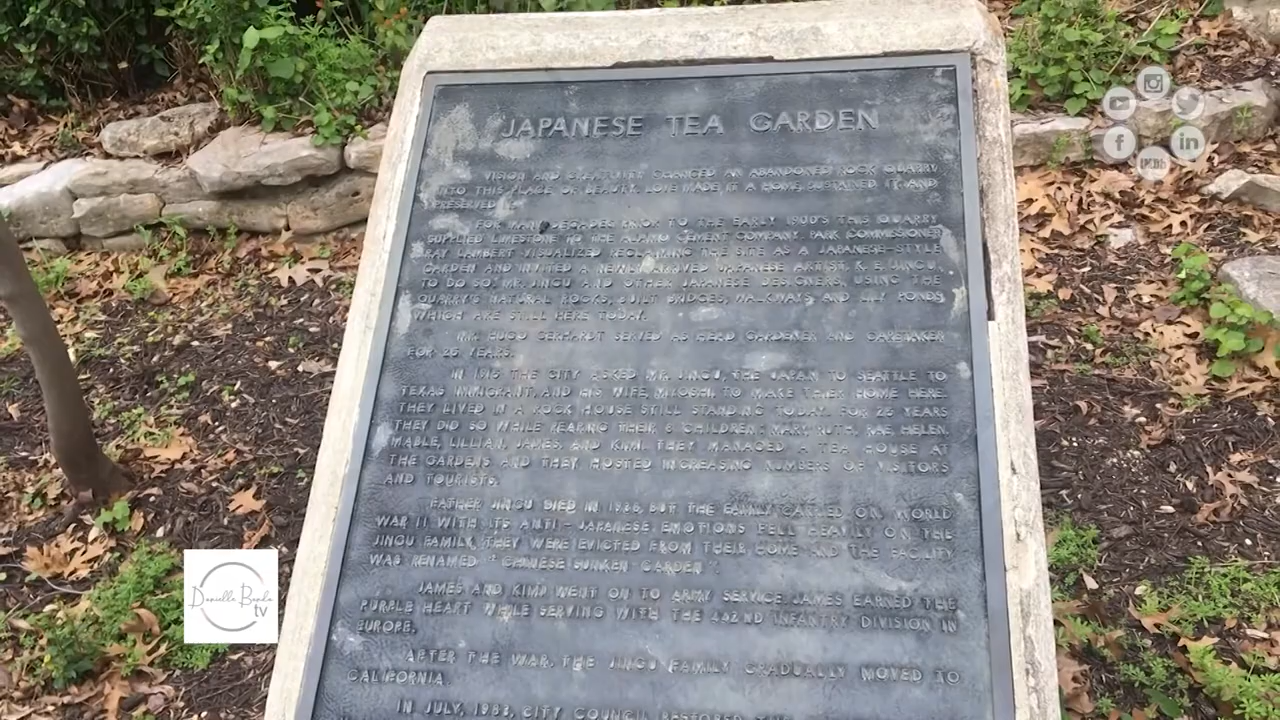 JAPANESE TEA GARDEN
VISION AND CREATIVITY CHANGED AN ABANDONED ROCK QUARRY
INTO THIS PLACE OF BEAUTY. LOVE MADE IT A HOME, SUSTAINED IT, AND
PRESERVED IT.
FOR MANY DECADES PRIOR TO THE EARLY 1900'S THIS QUARRY
SUPPLIED LIMESTONE TO THE ALAMO CEMENT COMPANY. PARK COMMISSIONER
RAY LAMBERT VISUALIZED RECLAIMING THE SITE AS A JAPANESE-STYLE
GARDEN AND INVITED A NEWLY-ARRIVED JAPANESE ARTIST, K. E. JINGU,
TO DO SO. MR. JINGU AND OTHER JAPANESE DESIGNERS, USING THE
QUARRY'S NATURAL ROCKS, BUILT BRIDGES, WALKWAYS AND LILY PONDS
WHICH ARE STILL HERE TODAY.
MR. HUGO GERHARDT SERVED AS HEAD GARDENER AND CARETAKER
FOR 25 YEARS.
IN THE CITY ASKED MR. JINGU, THE JAPAN TO SEATTLE TO
TEXAS IMMIGRANT, AND HIS WIFE, MIYOSHI, TO MAKE THEIR HOME HERE.
THEY LIVED IN A ROCK HOUSE STILL STANDING TODAY. FOR 25 YEARS
THEY DID SO WHILE REARING THEIR 8 CHILDREN: MARY, RUTH, RAE, HELEN,
MABLE, LILLIAN, JAMES, AND KIMI. THEY MANAGED A TEA HOUSE AT
THE GARDENS AND THEY HOSTED INCREASING NUMBERS OF VISITORS
AND TOURISTS.
FATHER JINGU DIED IN BUT THE FAMILY CARRIED ON. WORLD
WAR II WITH ITS ANTI-JAPANESE EMOTIONS FELL HEAVILY ON THE
JINGU FAMILY. THEY WERE EVICTED FROM THEIR HOME AND THE FACILITY
WAS RENAMED "CHINESE SUNKEN GARDEN".
JAMES AND KIMI WENT ON TO ARMY SERVICE. JAMES EARNED THE
PURPLE HEART WHILE SERVING WITH THE 442ND INFANTRY DIVISION IN
EUROPE.
AFTER THE WAR, THE JINGU FAMILY GRADUALLY MOVED TO
CALIFORNIA.
IN JULY, 1983, CITY COUNCIL RESTORED
Danielle Banda
tv
IMDb